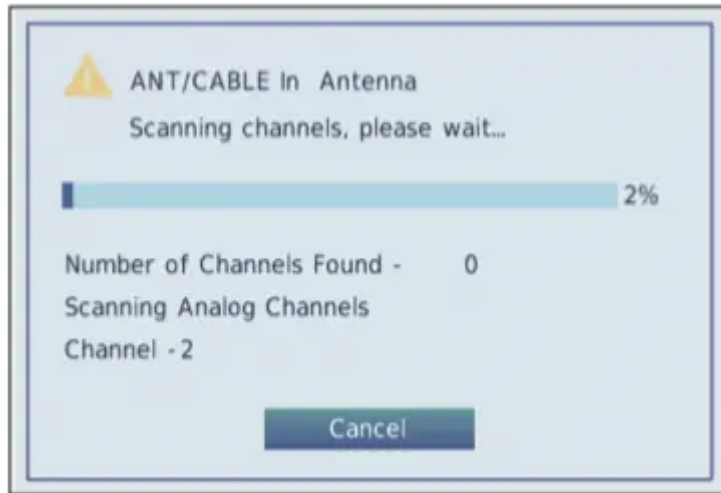 ANT/CABLE In Antenna
Scanning channels, please wait...
2%
Number of Channels Found - 0
Scanning Analog Channels
Channel - 2
Cancel